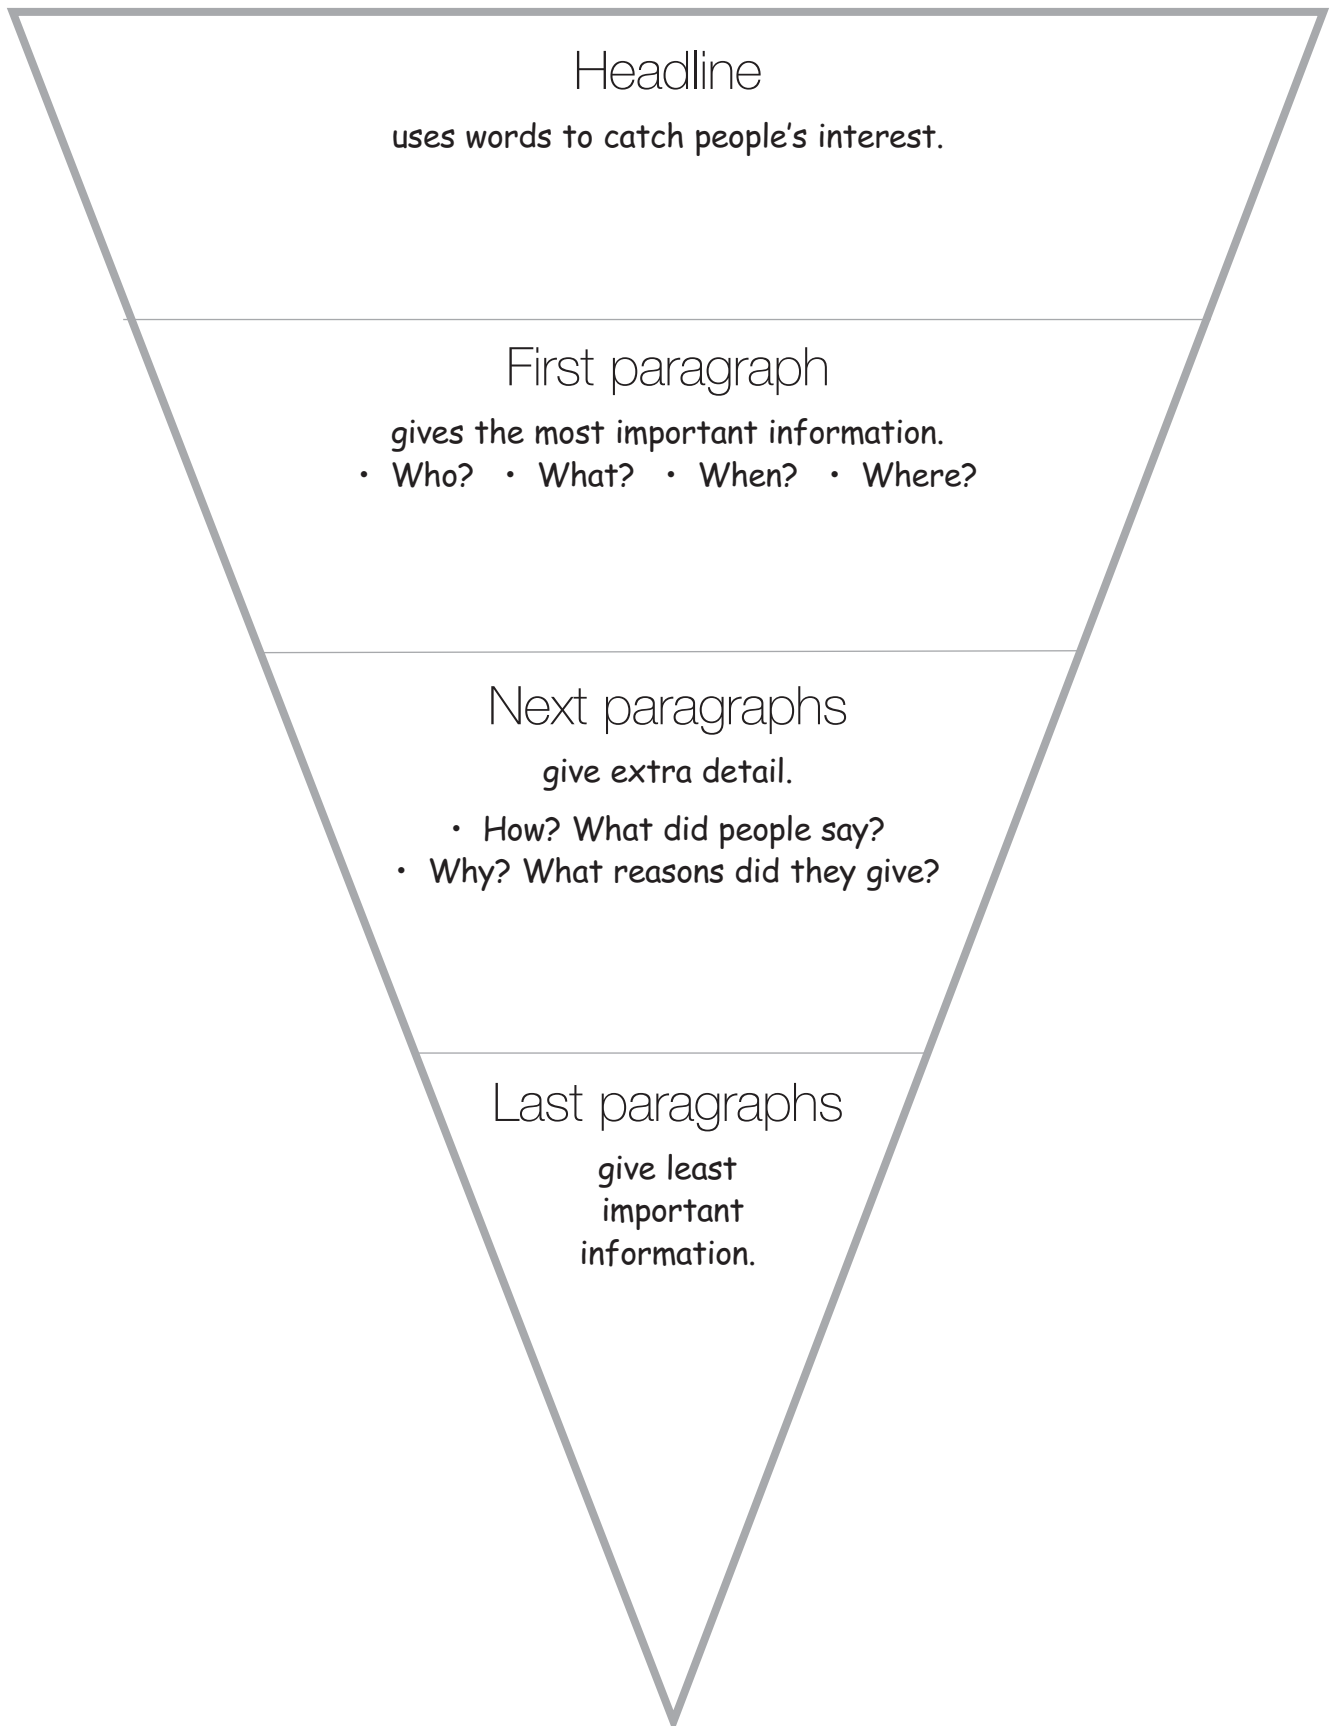 Headline
uses words to catch people’s interest.
First paragraph
gives the most important information.
• Who? • What? • When? • Where?
Next paragraphs
give extra detail.
• How? What did people say?
• Why? What reasons did they give?
Last paragraphs
give least
important
information.